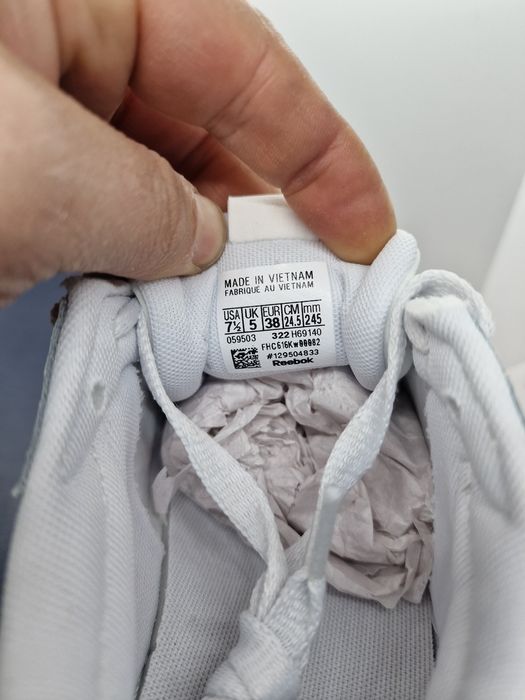 MADE IN VIETNAM
FABRIQUE AU VIETNAM
USA UK EUR CM mm
7½ 5 38 24.5 245
059503 322 H69140
FHC616Kw00082
#129504833
Reebok